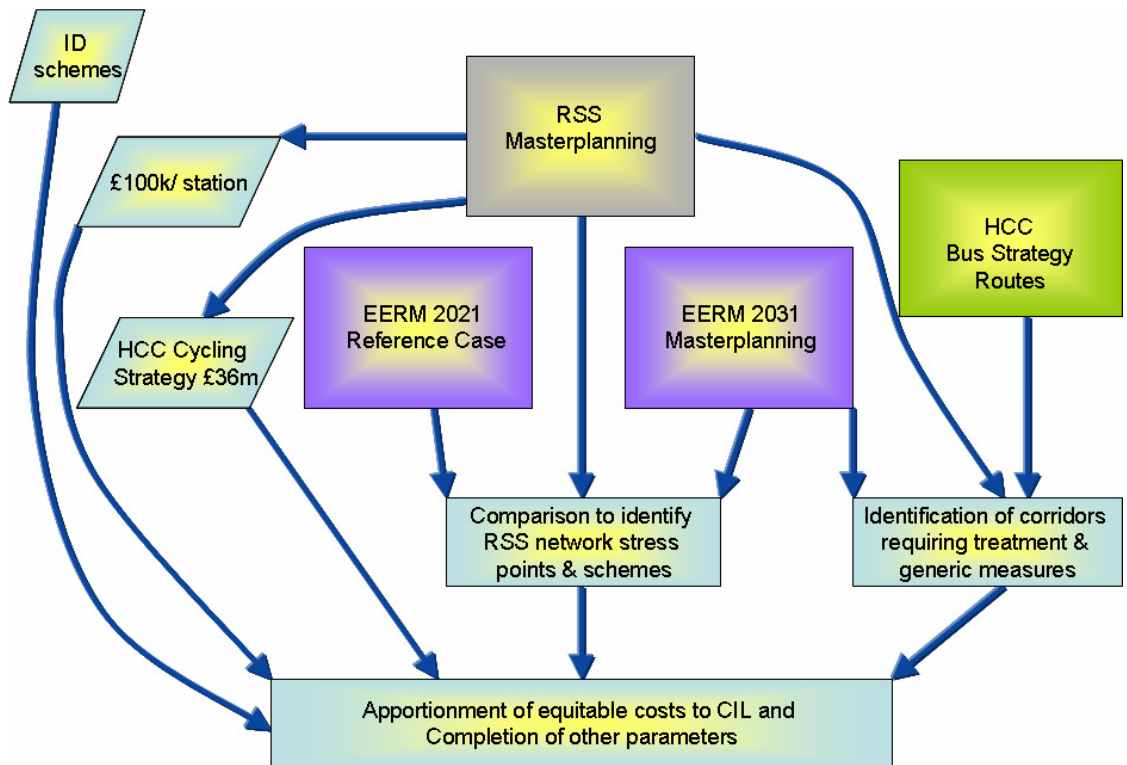 ID
schemes
RSS
Masterplanning
£100k/ station
HCC
Bus Strategy
Routes
EERM 2021
Reference Case
EERM 2031
Masterplanning
HCC Cycling
Strategy £36m
Comparison to identify
RSS network stress
points & schemes
Identification of corridors
requiring treatment &
generic measures
Apportionment of equitable costs to CIL and
Completion of other parameters